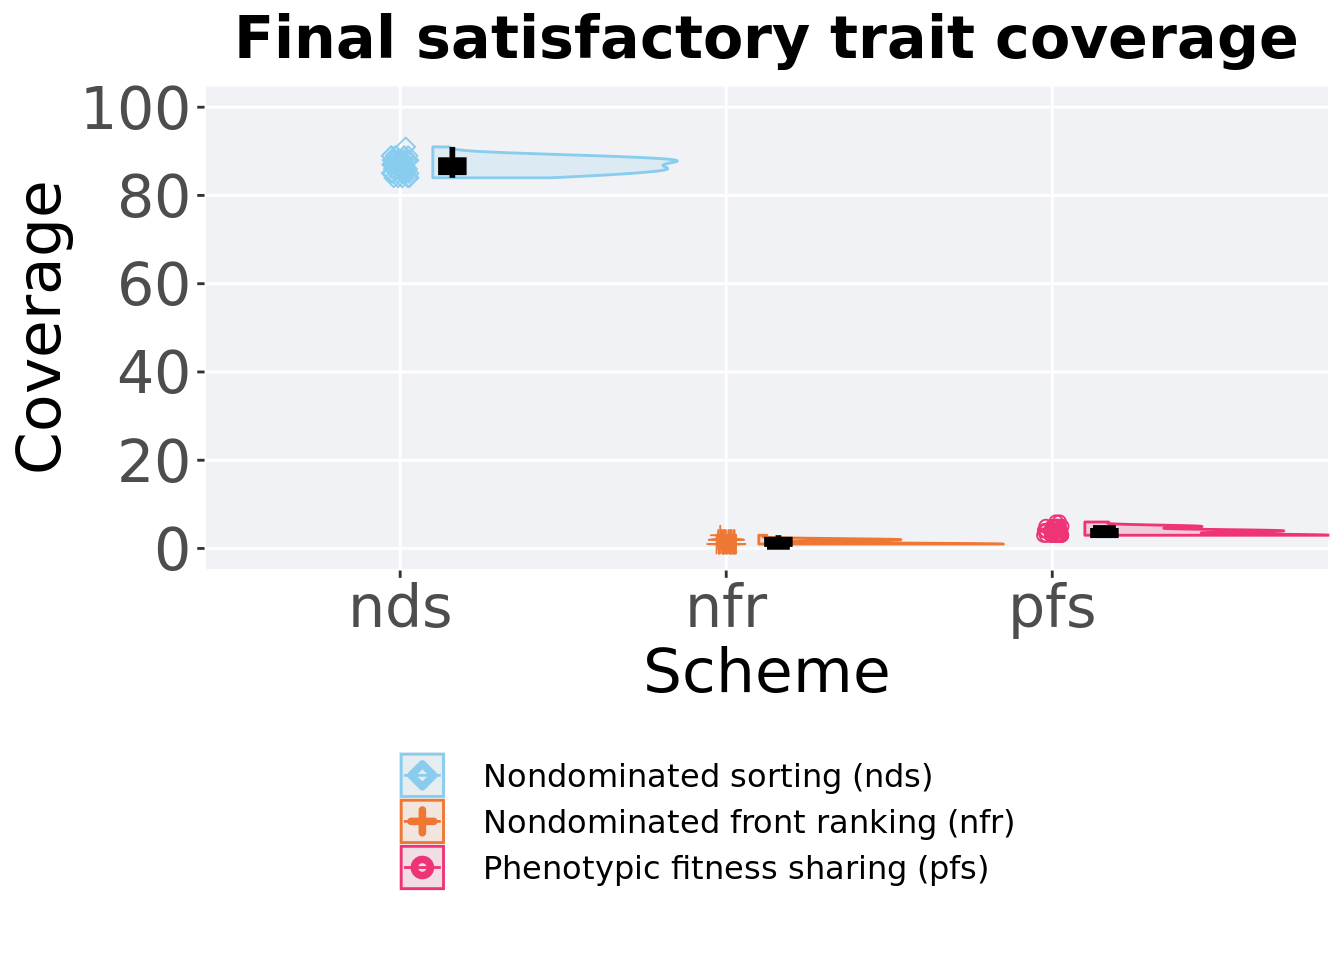 Final satisfactory trait coverage
Coverage
100
80
60
40
20
0
nds nfr pfs
Scheme
Nondominated sorting (nds)
Nondominated front ranking (nfr)
Phenotypic fitness sharing (pfs)